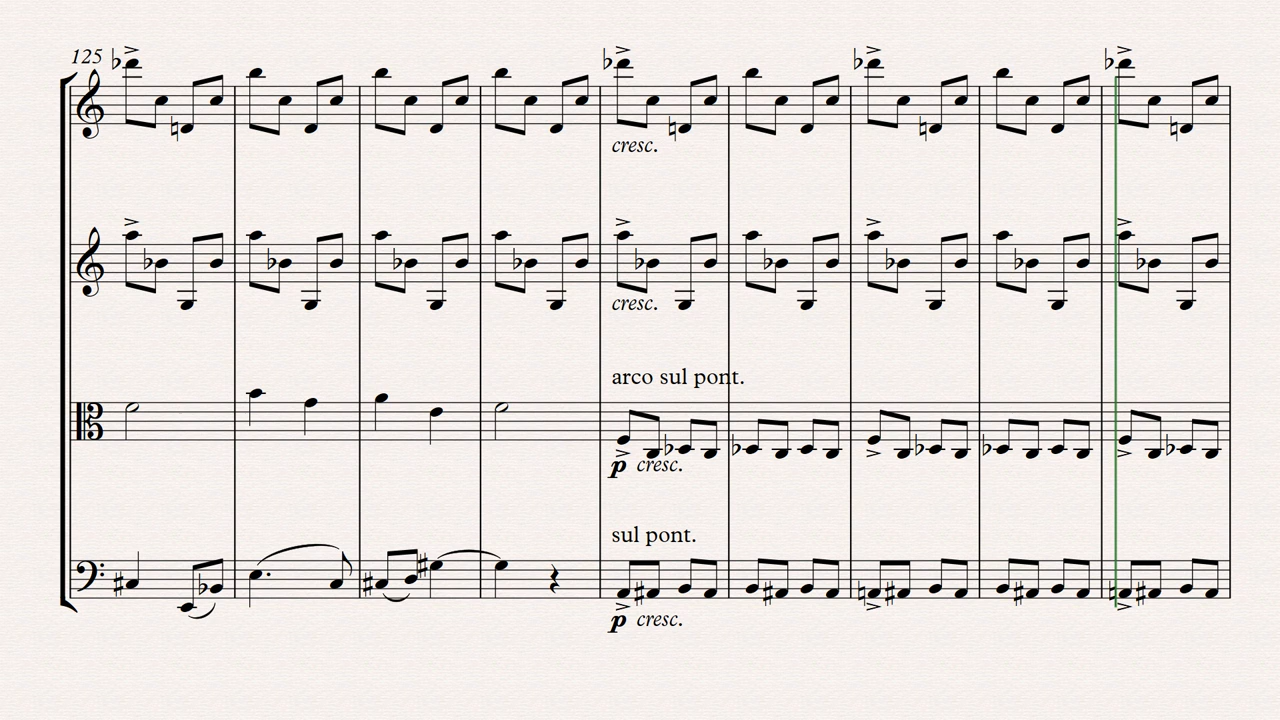 125
cresc.
cresc.
arco sul pont.
p cresc.
sul pont.
p cresc.